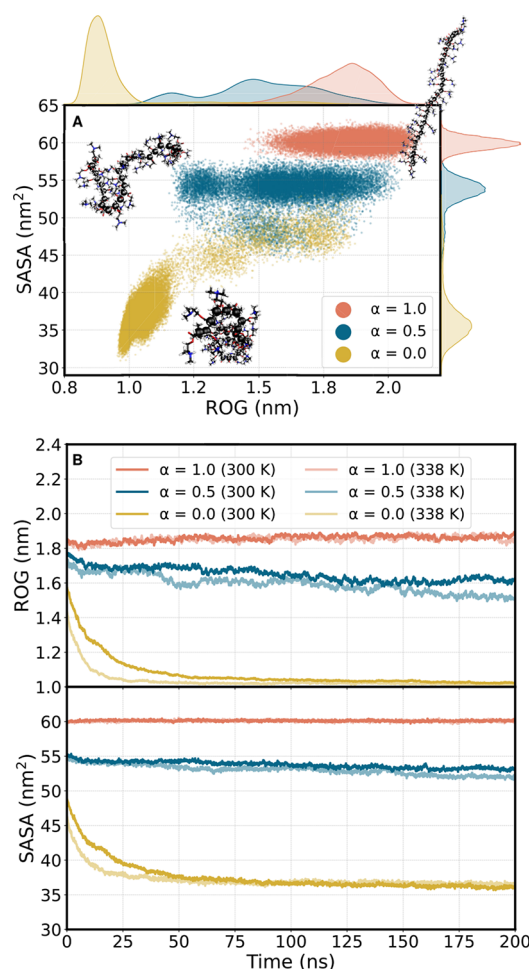 A
65
60
55
50
45
40
35
30
SASA (nm²)
α = 1.0
α = 0.5
α = 0.0
0.8 1.0 1.2 1.4 1.6 1.8 2.0
ROG (nm)
B
α = 1.0 (300 K) α = 1.0 (338 K)
α = 0.5 (300 K) α = 0.5 (338 K)
α = 0.0 (300 K) α = 0.0 (338 K)
2.4
2.2
2.0
1.8
1.6
1.4
1.2
1.0
ROG (nm)
60
55
50
45
40
35
30
SASA (nm²)
0 25 50 75 100 125 150 175 200
Time (ns)